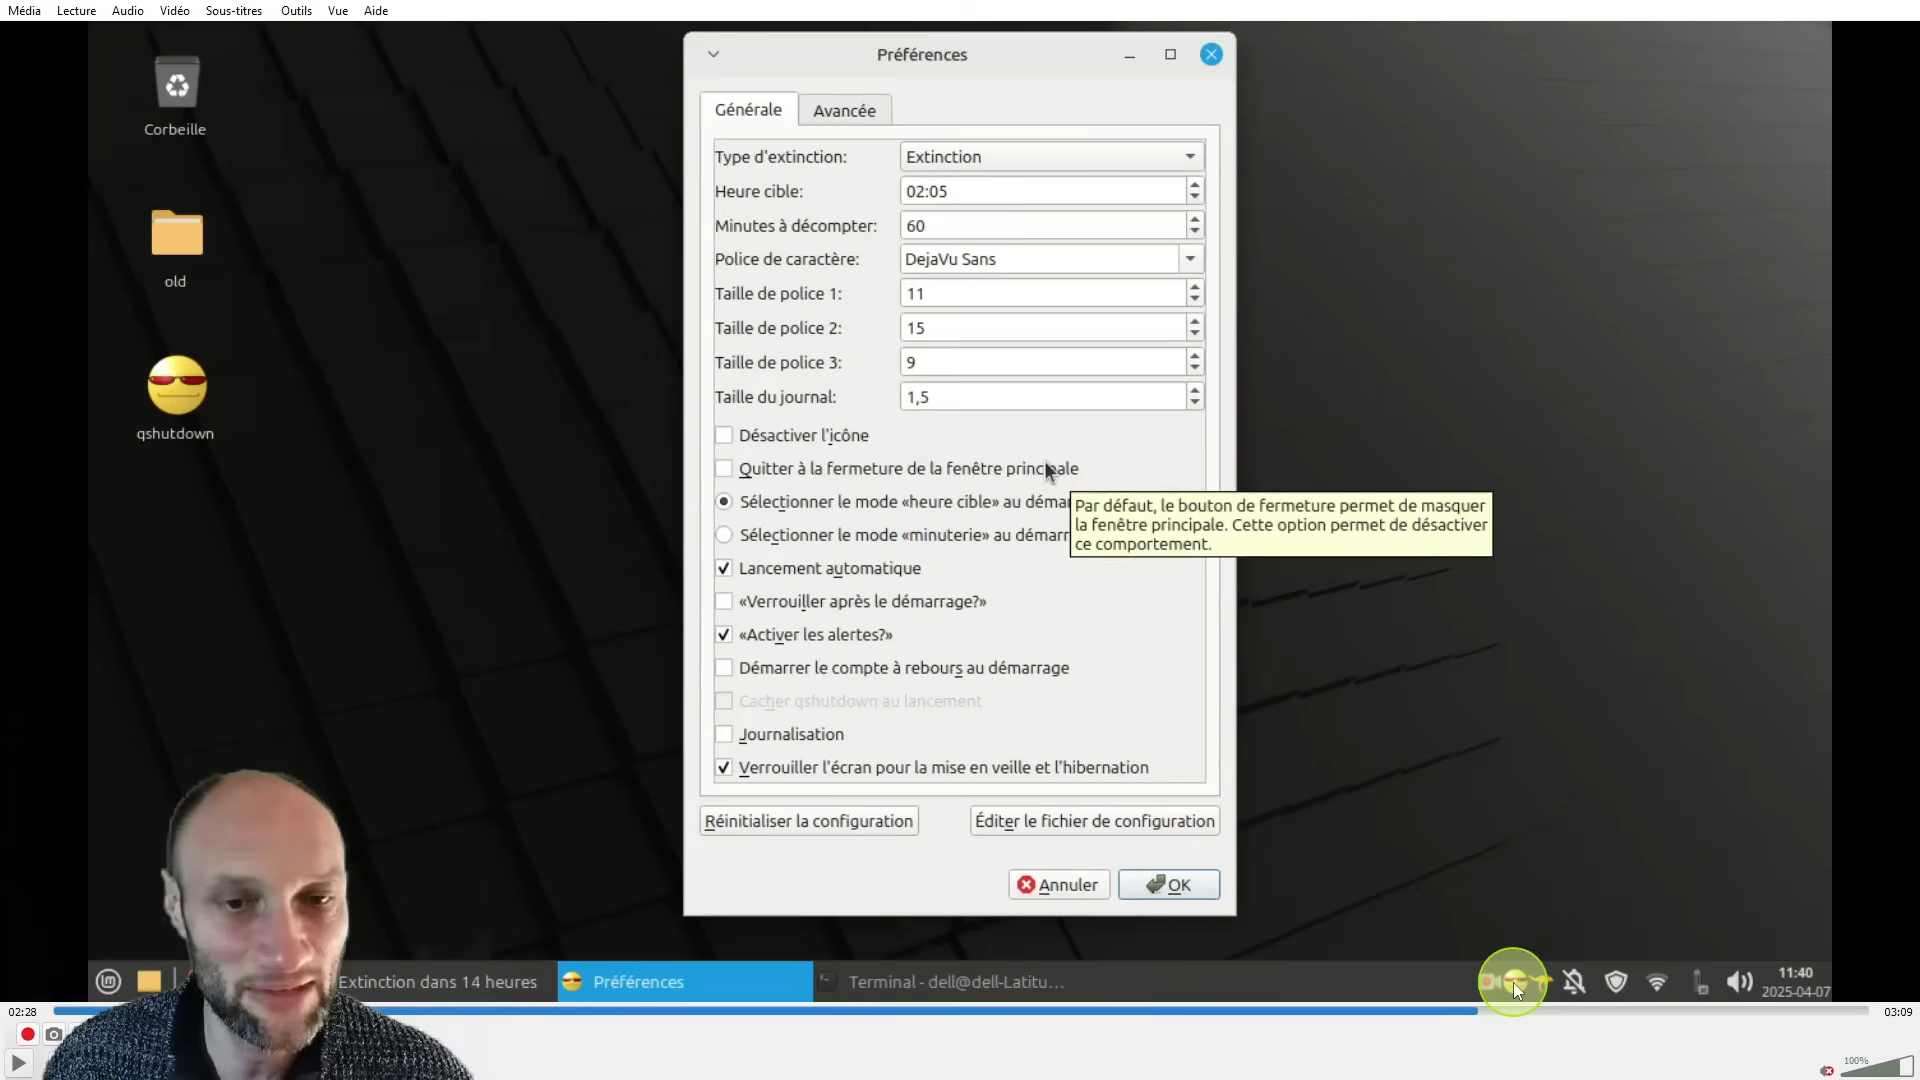 Média Lecture Audio Vidéo Sous-titres Outils Vue Aide
Corbeille
old
qshutdown
Préférences
Générale Avancée
Type d'extinction: Extinction
Heure cible: 02:05
Minutes à décompter: 60
Police de caractère: DejaVu Sans
Taille de police 1: 11
Taille de police 2: 15
Taille de police 3: 9
Taille du journal: 1,5
Désactiver l'icône
Quitter à la fermeture de la fenêtre principale
Sélectionner le mode «heure cible» au démar
Sélectionner le mode «minuterie» au démarr
Par défaut, le bouton de fermeture permet de masquer
la fenêtre principale. Cette option permet de désactiver
ce comportement.
Lancement automatique
«Verrouiller après le démarrage?»
«Activer les alertes?»
Démarrer le compte à rebours au démarrage
Cacher qshutdown au lancement
Journalisation
Verrouiller l'écran pour la mise en veille et l'hibernation
Réinitialiser la configuration Éditer le fichier de configuration
Annuler OK
Extinction dans 14 heures Préférences Terminal - dell@dell-Latitu...
11:40
2025-04-07
02:28 03:09
100%